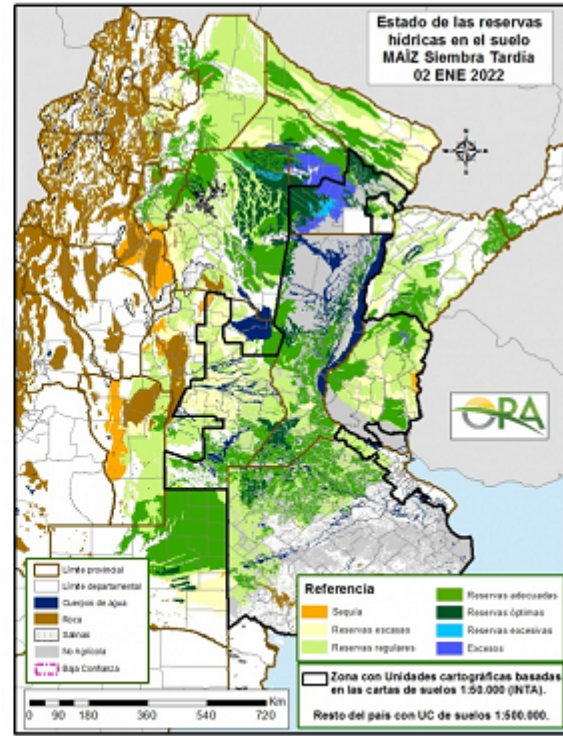 Estado de las reservas
hídricas en el suelo
MAÍZ Siembra Tardía
02 ENE 2022
ORA
Límite provincial
Límite departamental
Cuerpos de agua
Roca
Salinas
No Agrícola
Baja Confianza
Referencia
Sequía
Reservas escasas
Reservas regulares
Reservas adecuadas
Reservas óptimas
Reservas excesivas
Excesos
Km
0 90 180 360 540 720
Zona con Unidades cartográficas basadas
en las cartas de suelos 1:50.000 (INTA).
Resto del país con UC de suelos 1:500.000.